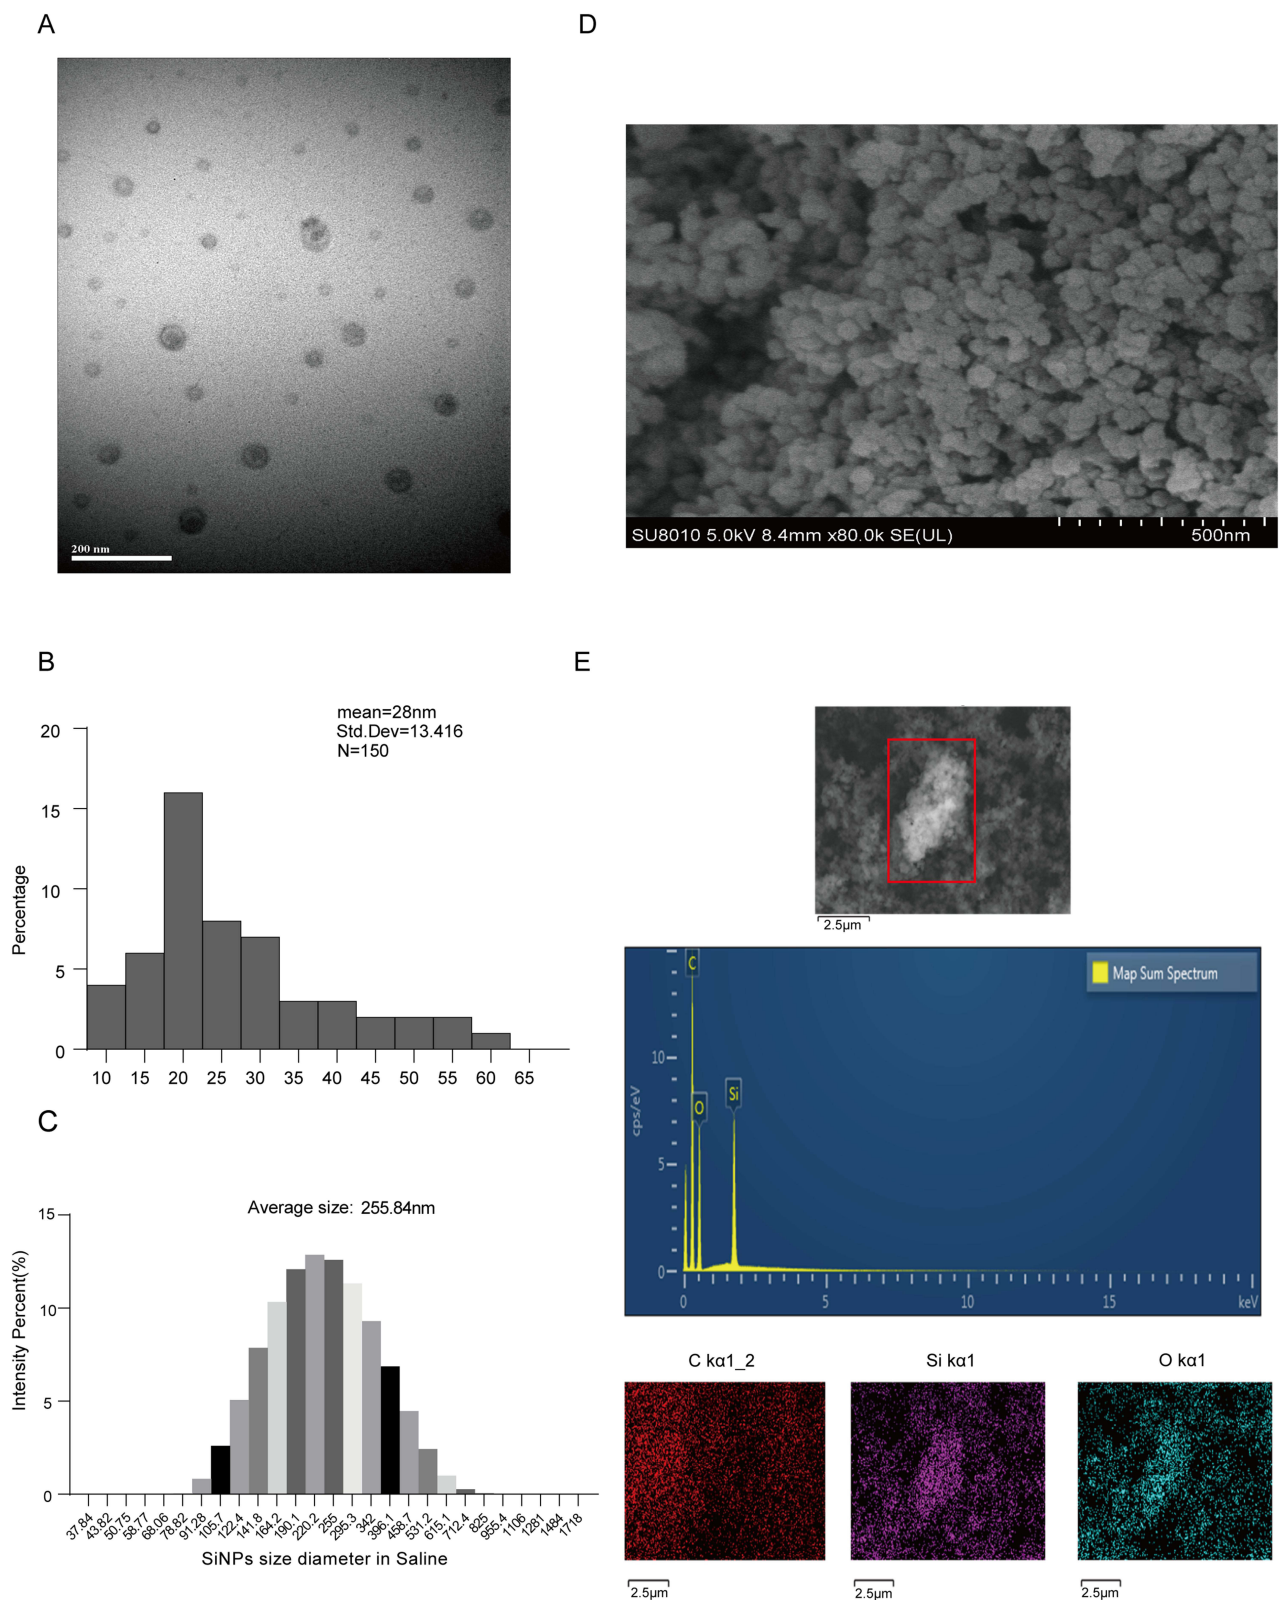 A
200 nm
D
SU8010 5.0kV 8.4mm x80.0k SE(UL)
500nm
B
mean=28nm
Std.Dev=13.416
N=150
Percentage
20
15
10
5
0
10 15 20 25 30 35 40 45 50 55 60 65
C
Average size: 255.84nm
Intensity Percent(%)
15
10
5
0
37.84 43.82 50.75 58.77 68.06 78.82 91.28 105.7 122.4 141.8 164.2 190.1 220.2 255 295.3 342 396.1 458.7 531.2 615.1 712.4 825 955.4 1106 1281 1484 1718
SiNPs size diameter in Saline
E
2.5μm
C
O
Si
Map Sum Spectrum
cps/eV
10
5
0
0 5 10 15 keV
C kα1_2
Si kα1
O kα1
2.5μm
2.5μm
2.5μm